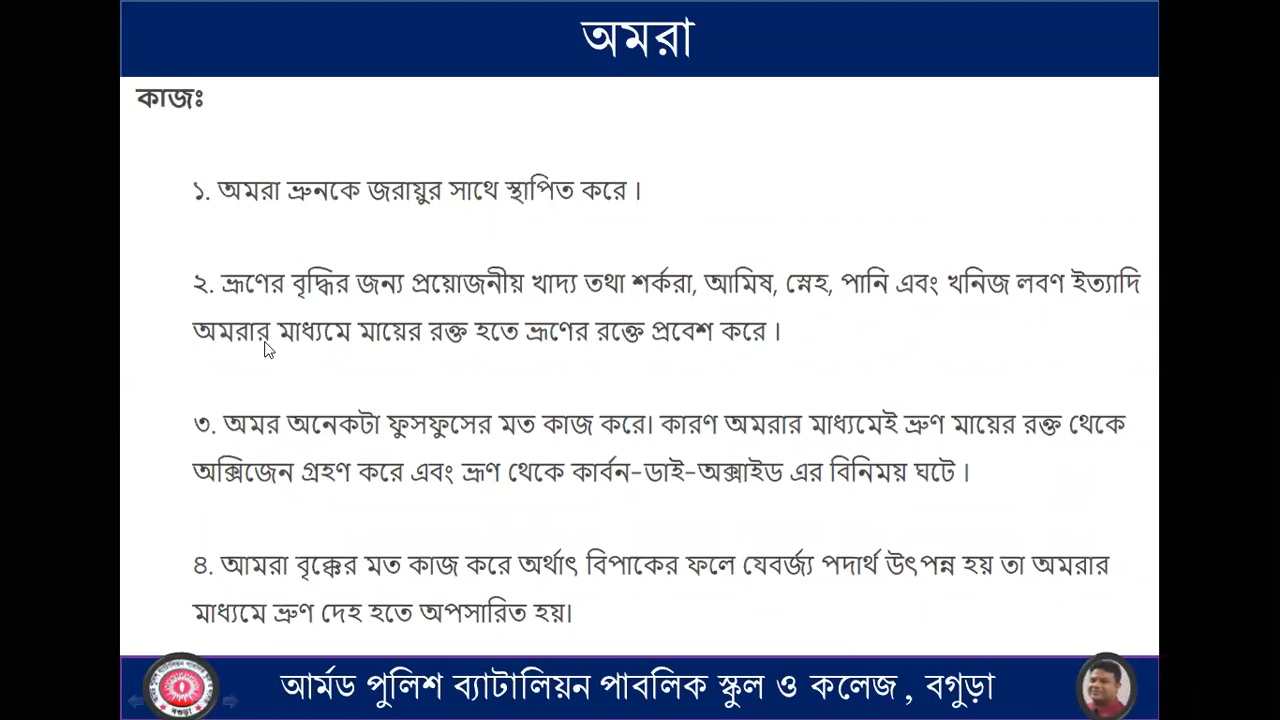 অমরা
কাজঃ
১. অমরা ভ্রুনকে জরায়ুর সাথে স্থাপিত করে ।
২. ভ্রূণের বৃদ্ধির জন্য প্রয়োজনীয় খাদ্য তথা শর্করা, আমিষ, স্নেহ, পানি এবং খনিজ লবণ ইত্যাদি
অমরার মাধ্যমে মায়ের রক্ত হতে ভ্রূণের রক্তে প্রবেশ করে ।
৩. অমর অনেকটা ফুসফুসের মত কাজ করে। কারণ অমরার মাধ্যমেই ভ্রুণ মায়ের রক্ত থেকে
অক্সিজেন গ্রহণ করে এবং ভ্রূণ থেকে কার্বন-ডাই-অক্সাইড এর বিনিময় ঘটে ।
৪. আমরা বৃক্কের মত কাজ করে অর্থাৎ বিপাকের ফলে যেবর্জ্য পদার্থ উৎপন্ন হয় তা অমরার
মাধ্যমে ভ্রুণ দেহ হতে অপসারিত হয়।
আর্মড পুলিশ ব্যাটালিয়ন পাবলিক স্কুল ও কলেজ , বগুড়া
বগুড়া